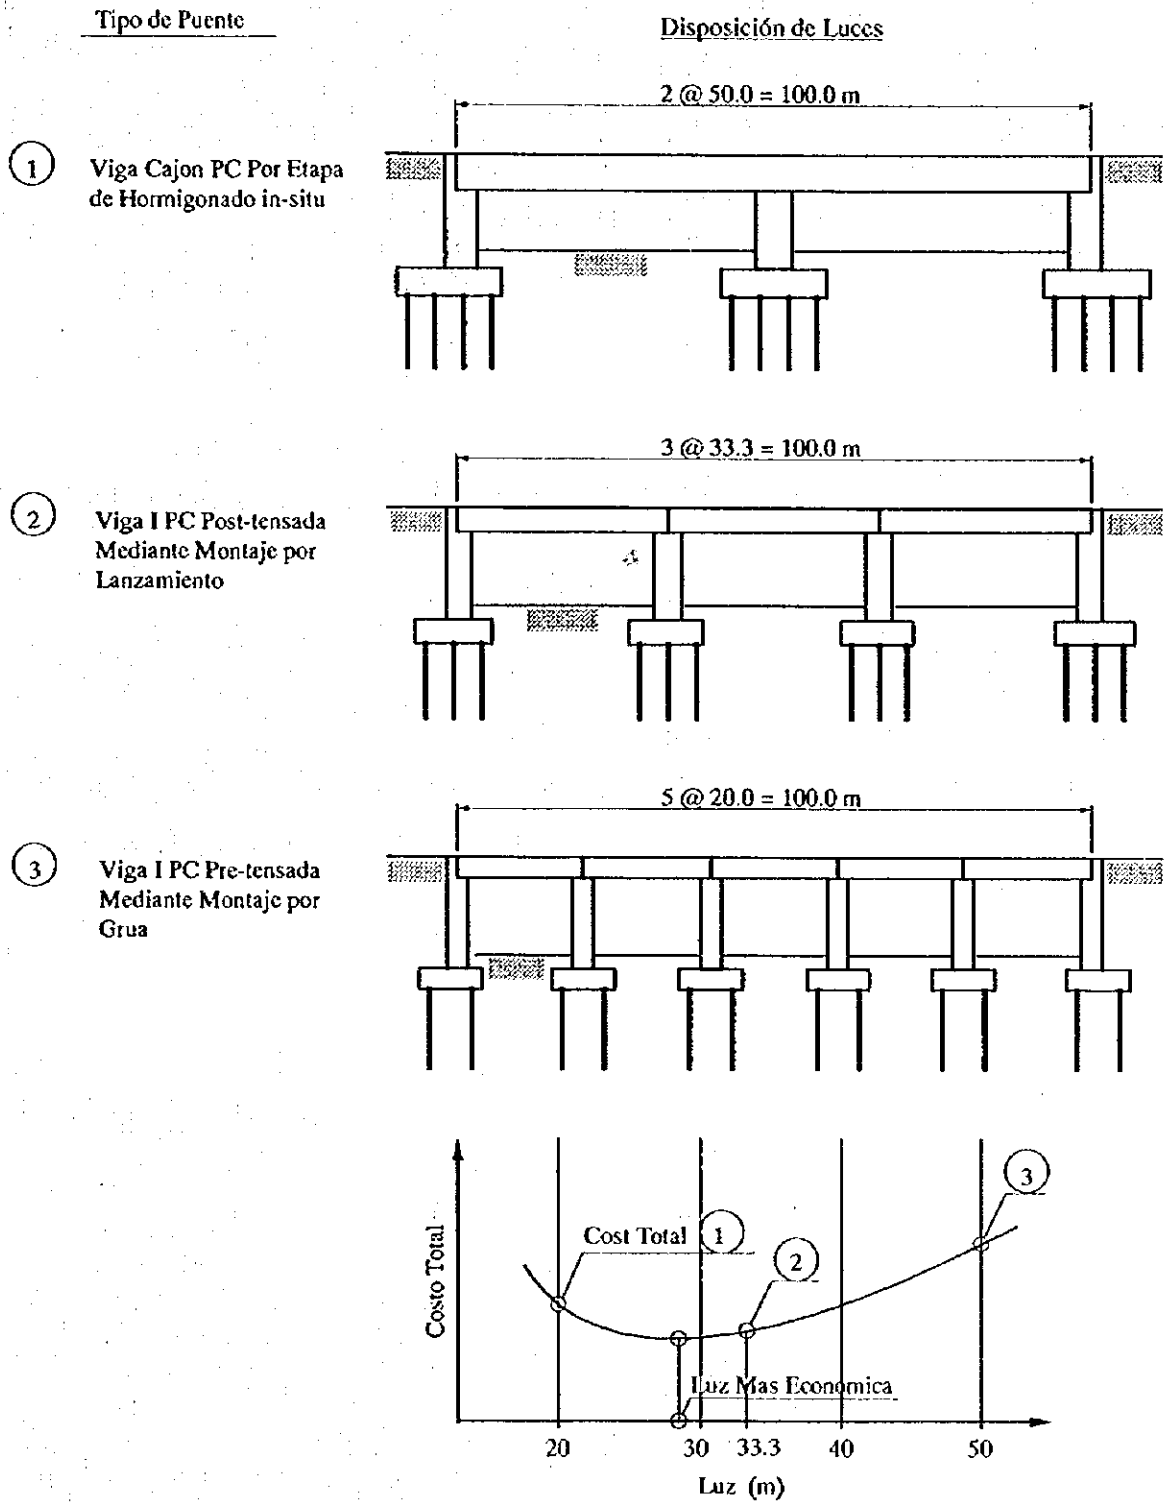 Tipo de Puente
Disposición de Luces
2 @ 50.0 = 100.0 m
1
Viga Cajon PC Por Etapa
de Hormigonado in-situ
3 @ 33.3 = 100.0 m
2
Viga I PC Post-tensada
Mediante Montaje por
Lanzamiento
5 @ 20.0 = 100.0 m
3
Viga I PC Pre-tensada
Mediante Montaje por
Grua
3
Cost Total 1
2
Costo Total
Luz Mas Economica
20 30 33.3 40 50
Luz (m)